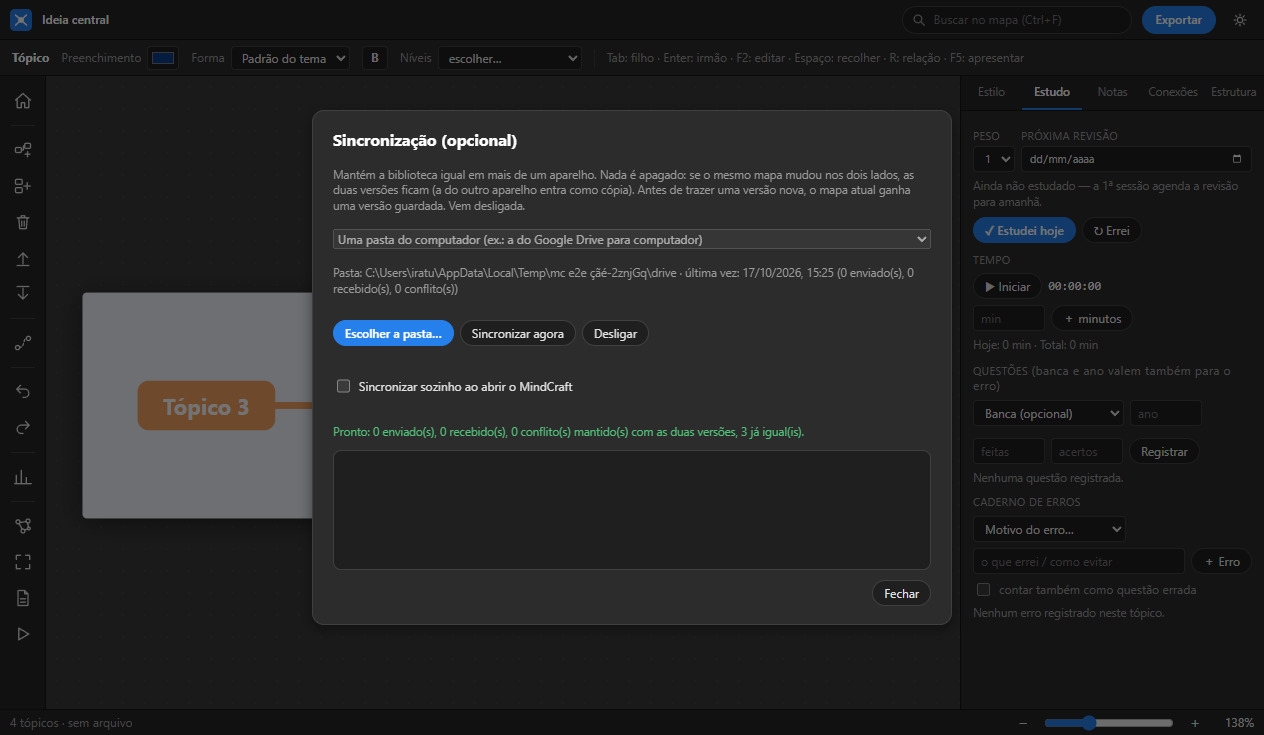 Ideia central
Buscar no mapa (Ctrl+F)
Exportar
Tópico
Preenchimento
Forma
Padrão do tema
B
Níveis
escolher...
Tab: filho · Enter: irmão · F2: editar · Espaço: recolher · R: relação · F5: apresentar
Estilo
Estudo
Notas
Conexões
Estrutura
Tópico 3
Sincronização (opcional)
Mantém a biblioteca igual em mais de um aparelho. Nada é apagado: se o mesmo mapa mudou nos dois lados, as
duas versões ficam (a do outro aparelho entra como cópia). Antes de trazer uma versão nova, o mapa atual ganha
uma versão guardada. Vem desligada.
Uma pasta do computador (ex.: a do Google Drive para computador)
Pasta: C:\Users\iratu\AppData\Local\Temp\mc e2e çãé-2znjGq\drive · última vez: 17/10/2026, 15:25 (0 enviado(s), 0
recebido(s), 0 conflito(s))
Escolher a pasta...
Sincronizar agora
Desligar
Sincronizar sozinho ao abrir o MindCraft
Pronto: 0 enviado(s), 0 recebido(s), 0 conflito(s) mantido(s) com as duas versões, 3 já igual(is).
Fechar
PESO
PRÓXIMA REVISÃO
1
dd/mm/aaaa
Ainda não estudado — a 1ª sessão agenda a revisão
para amanhã.
✓ Estudei hoje
↻ Errei
TEMPO
▶ Iniciar
00:00:00
min
+ minutos
Hoje: 0 min · Total: 0 min
QUESTÕES (banca e ano valem também para o
erro)
Banca (opcional)
ano
feitas
acertos
Registrar
Nenhuma questão registrada.
CADERNO DE ERROS
Motivo do erro...
o que errei / como evitar
+ Erro
contar também como questão errada
Nenhum erro registrado neste tópico.
4 tópicos · sem arquivo
−
+
138%